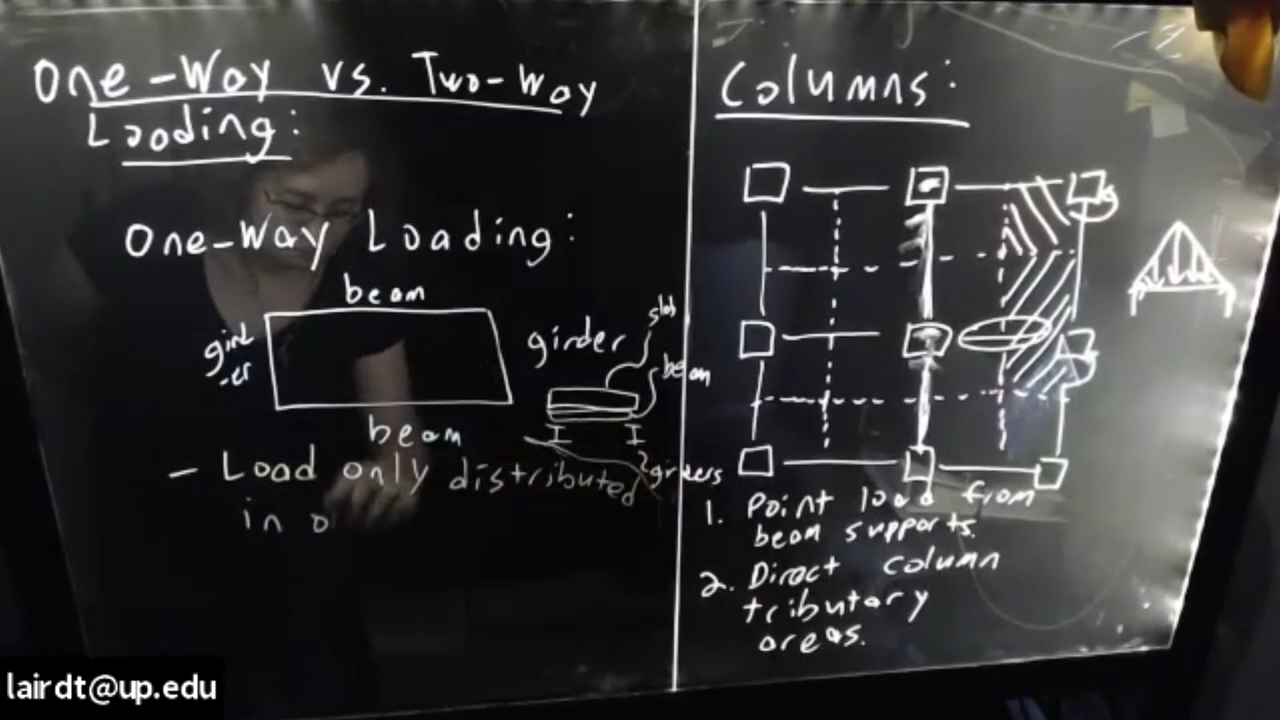 One-Way vs. Two-Way
Loading:
One-Way Loading:
beam
gird
-er
girder
slab
beam
beam
2 girders
- Load only distributed
in o
Columns:
1. Point load from
beam supports.
2. Direct column
tributary
areas.
lairdt@up.edu